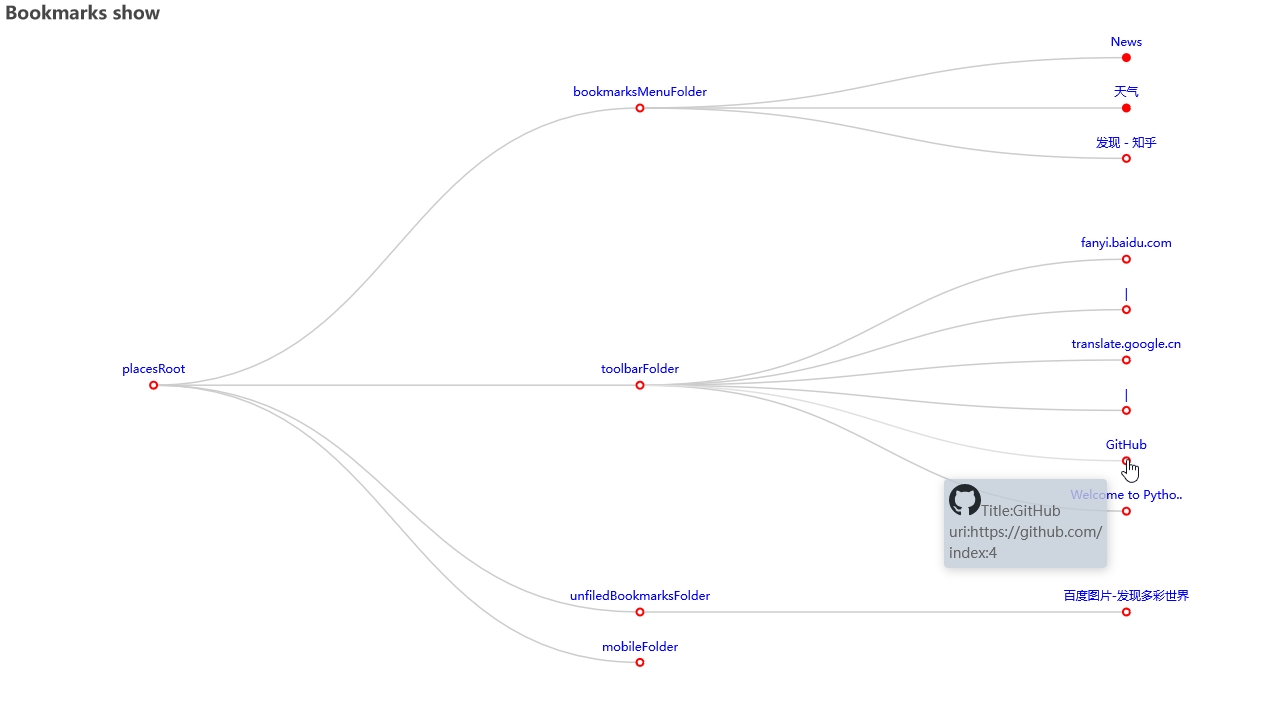 Bookmarks show
News
bookmarksMenuFolder
天气
发现 - 知乎
fanyi.baidu.com
|
translate.google.cn
placesRoot
toolbarFolder
|
GitHub
Welcome to Pytho..
Title:GitHub
uri:https://github.com/
index:4
unfiledBookmarksFolder
百度图片-发现多彩世界
mobileFolder